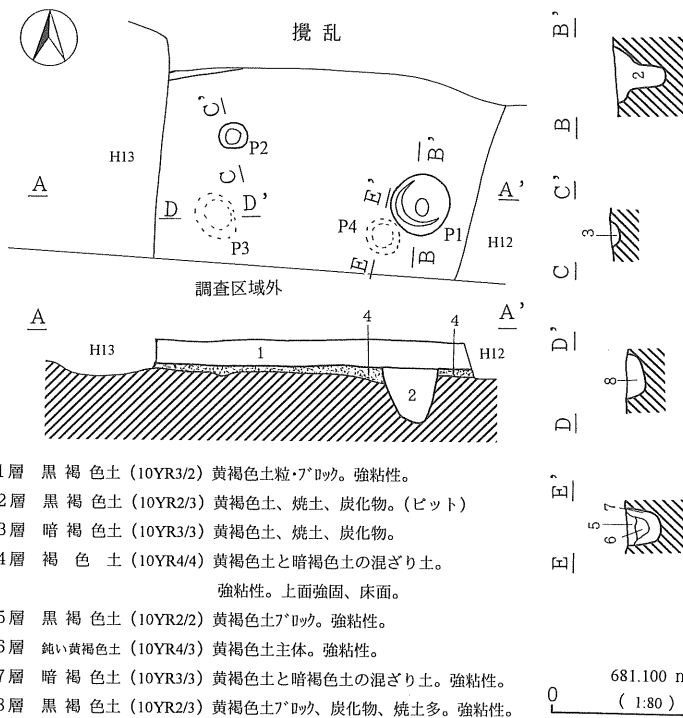 攪乱
H13
C'
P2
C
A
D
D'
P3
E'
P4
E
B'
P1
B
A'
H12
調査区域外
A
A'
H13
1
4
4
H12
2
1層 黒褐色土 (10YR3/2) 黄褐色土粒・ブロック。強粘性。
2層 黒褐色土 (10YR2/3) 黄褐色土、焼土、炭化物。(ピット)
3層 暗褐色土 (10YR3/3) 黄褐色土、焼土、炭化物。
4層 褐色土 (10YR4/4) 黄褐色土と暗褐色土の混ざり土。
強粘性。上面強固、床面。
5層 黒褐色土 (10YR2/2) 黄褐色土ブロック。強粘性。
6層 鈍い黄褐色土 (10YR4/3) 黄褐色土主体。強粘性。
7層 暗褐色土 (10YR3/3) 黄褐色土と暗褐色土の混ざり土。強粘性。
8層 黒褐色土 (10YR2/3) 黄褐色土ブロック、炭化物、焼土多。強粘性。
B'
2
B
C'
3
C
D'
8
D
E'
7
5
6
E
681.100 m
0
(1:80)